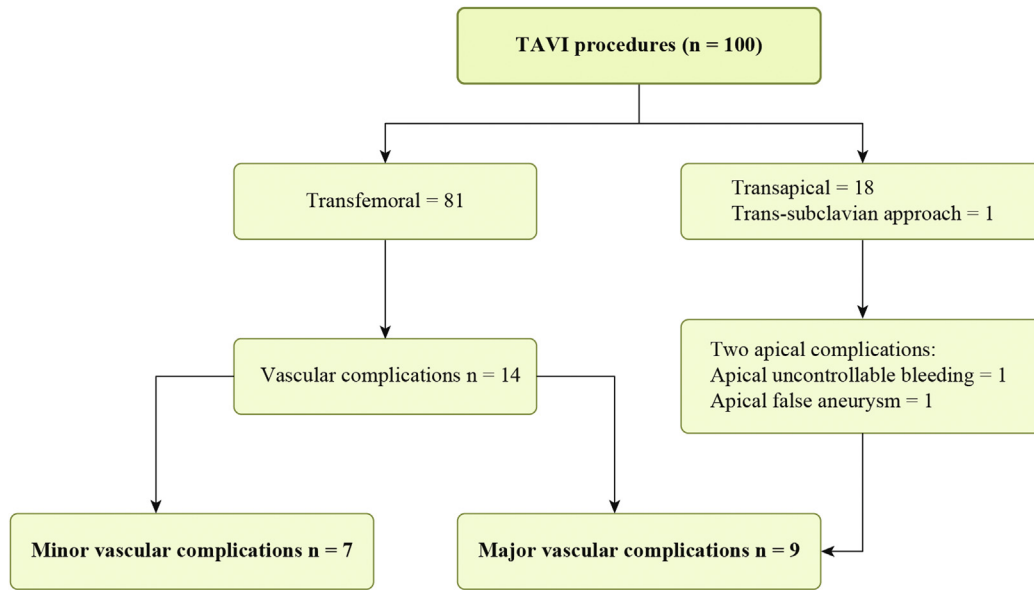 TAVI procedures (n = 100)
Transfemoral = 81
Transapical = 18
Trans-subclavian approach = 1
Vascular complications n = 14
Two apical complications:
Apical uncontrollable bleeding = 1
Apical false aneurysm = 1
Minor vascular complications n = 7
Major vascular complications n = 9